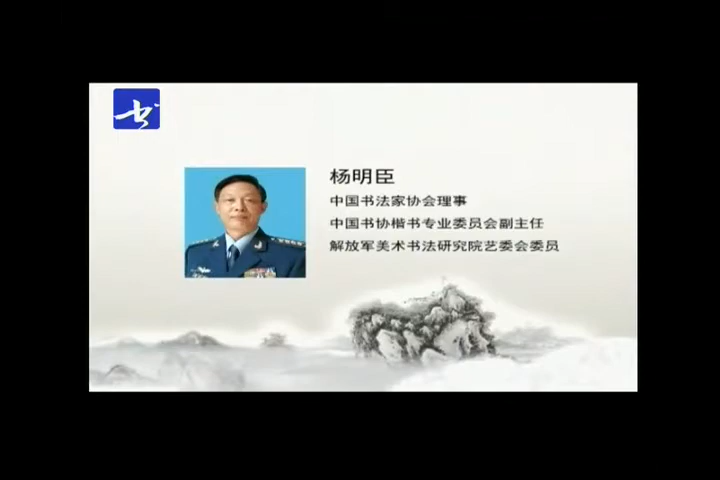 书
杨明臣
中国书法家协会理事
中国书协楷书专业委员会副主任
解放军美术书法研究院艺委会委员